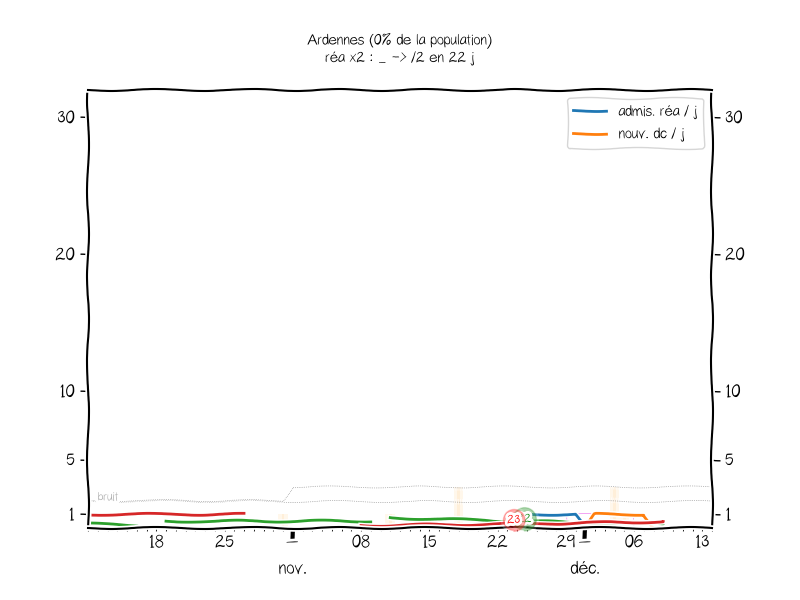 Ardennes (0% de la population)
réa x2 : _ -> /2 en 22 j
admis. réa / j
nouv. dc / j
30
30
20
20
10
10
5
5
bruit
1
23
2
1
18
25
08
15
22
29
06
13
nov.
déc.